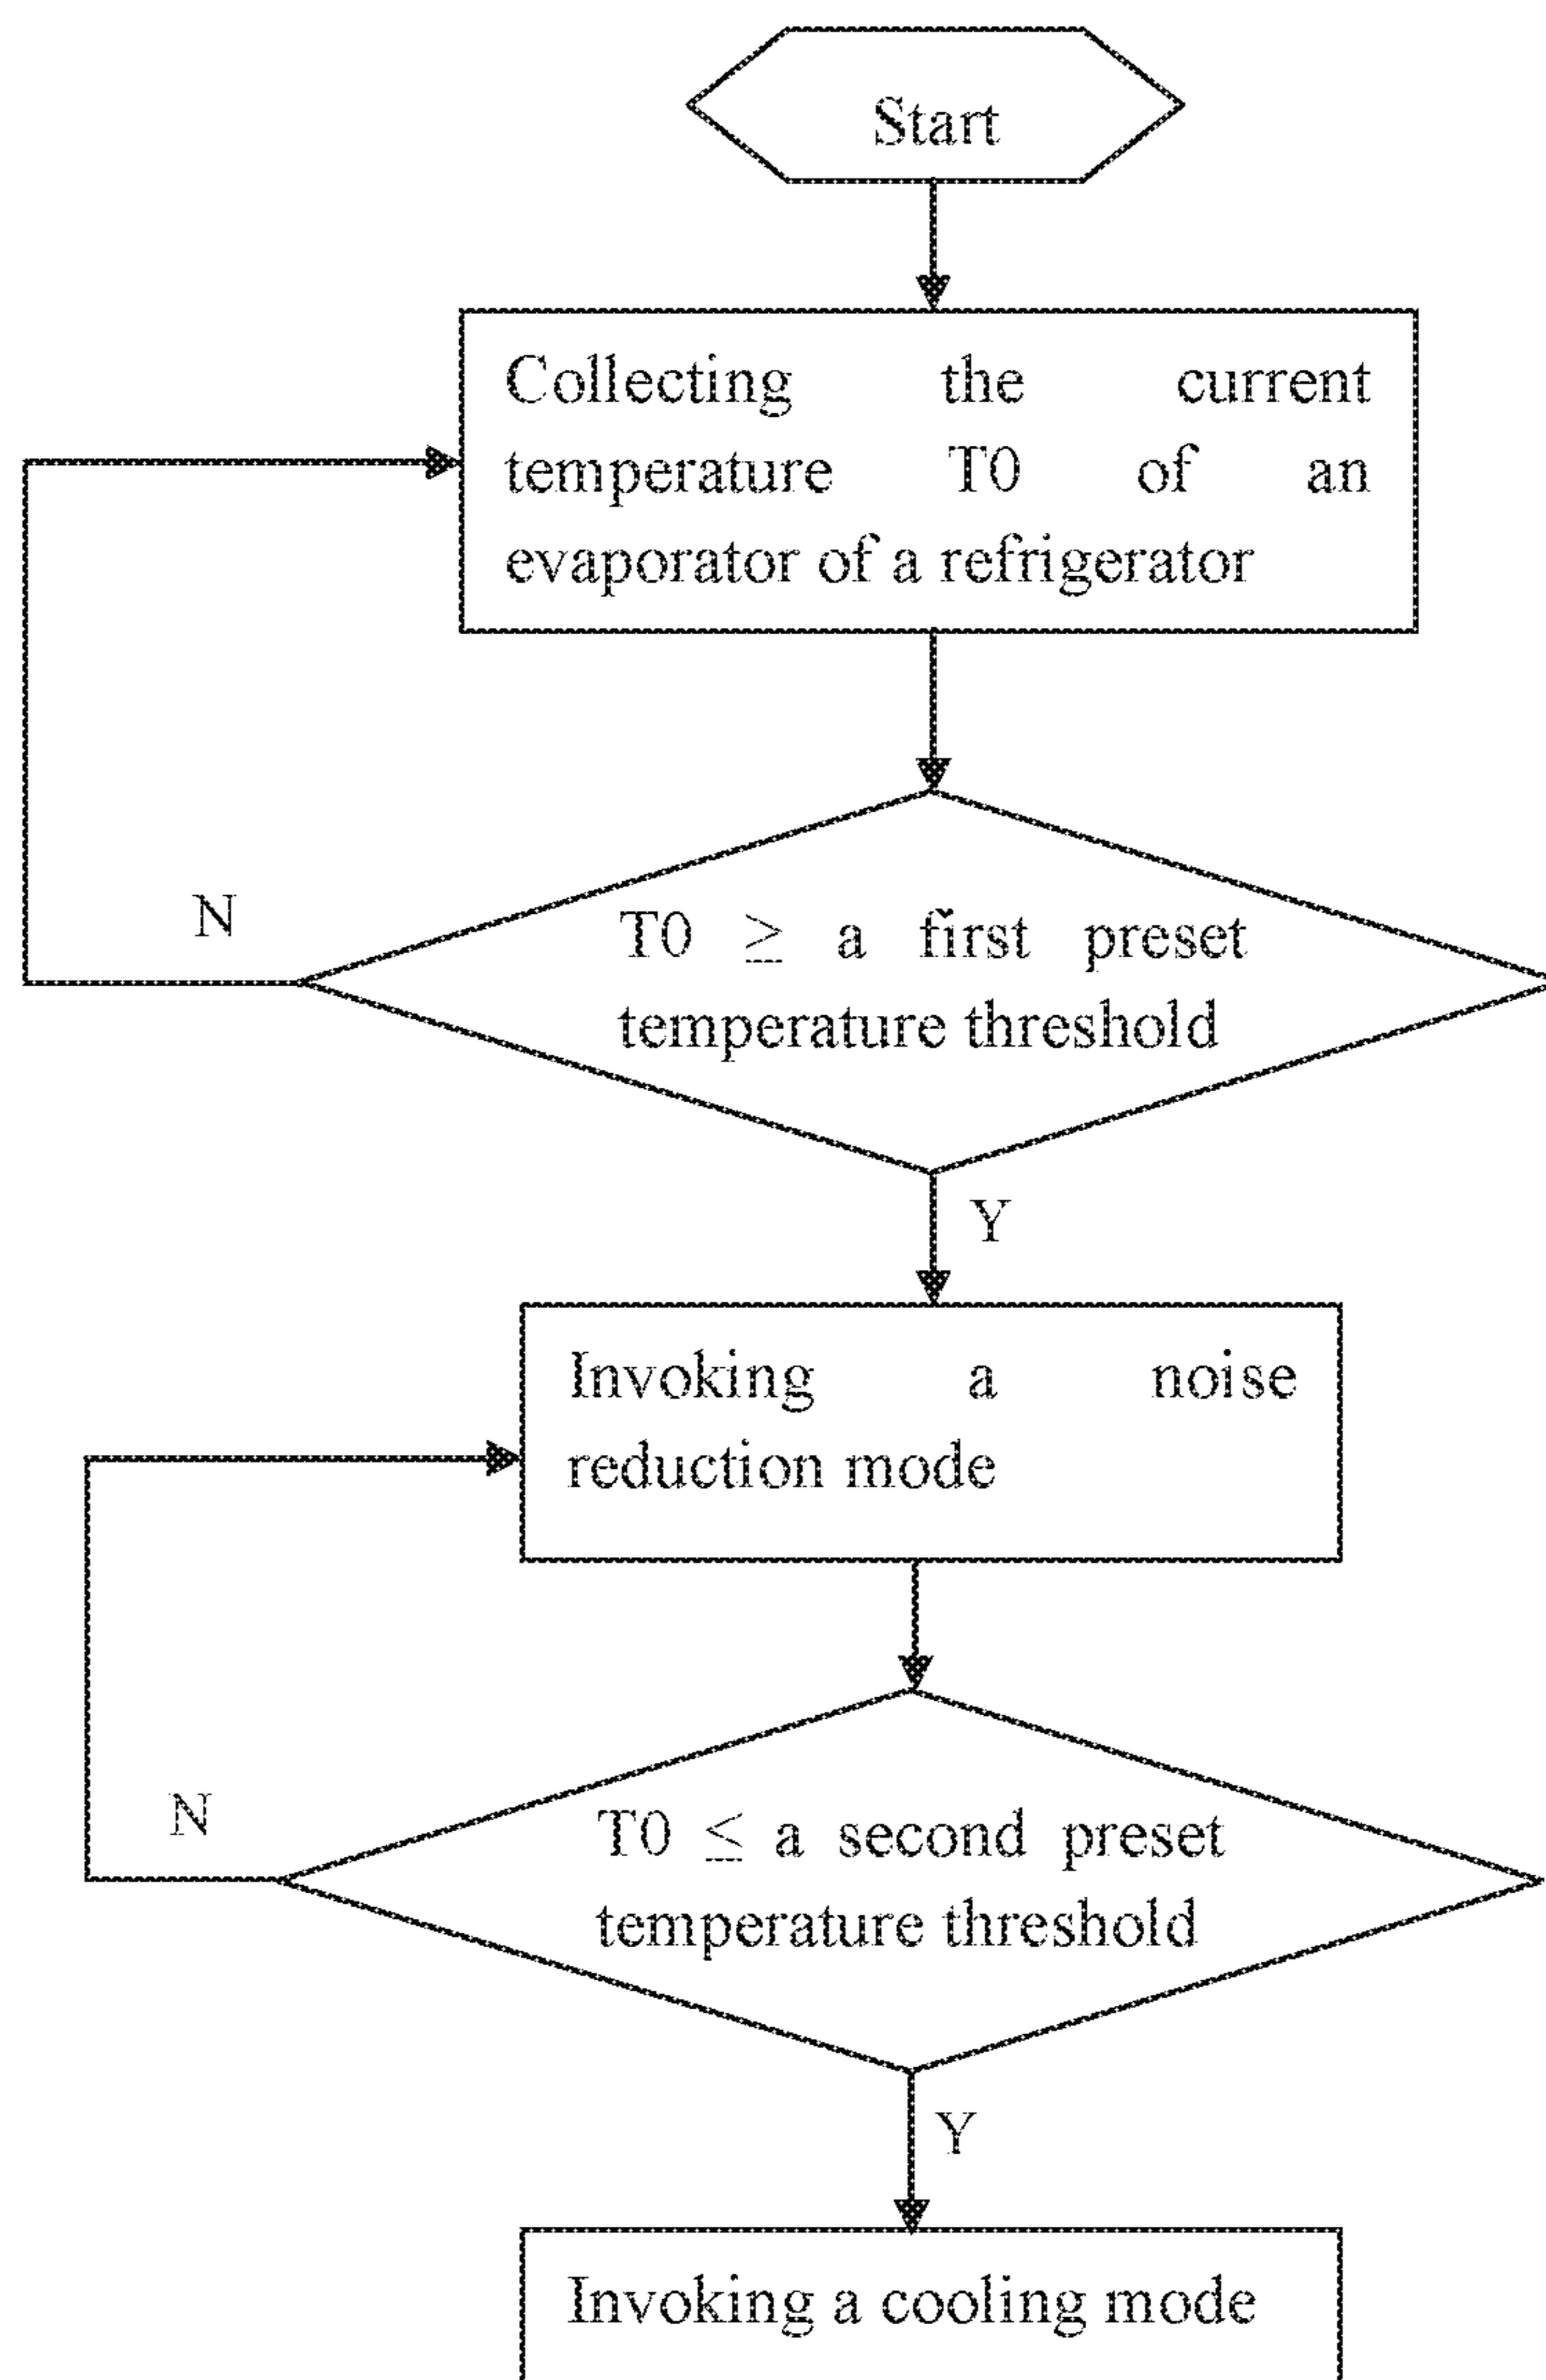 Start
Collecting the current
temperature T0 of an
evaporator of a refrigerator
N
T0 ≥ a first preset
temperature threshold
Y
Invoking a noise
reduction mode
N
T0 ≤ a second preset
temperature threshold
Y
Invoking a cooling mode